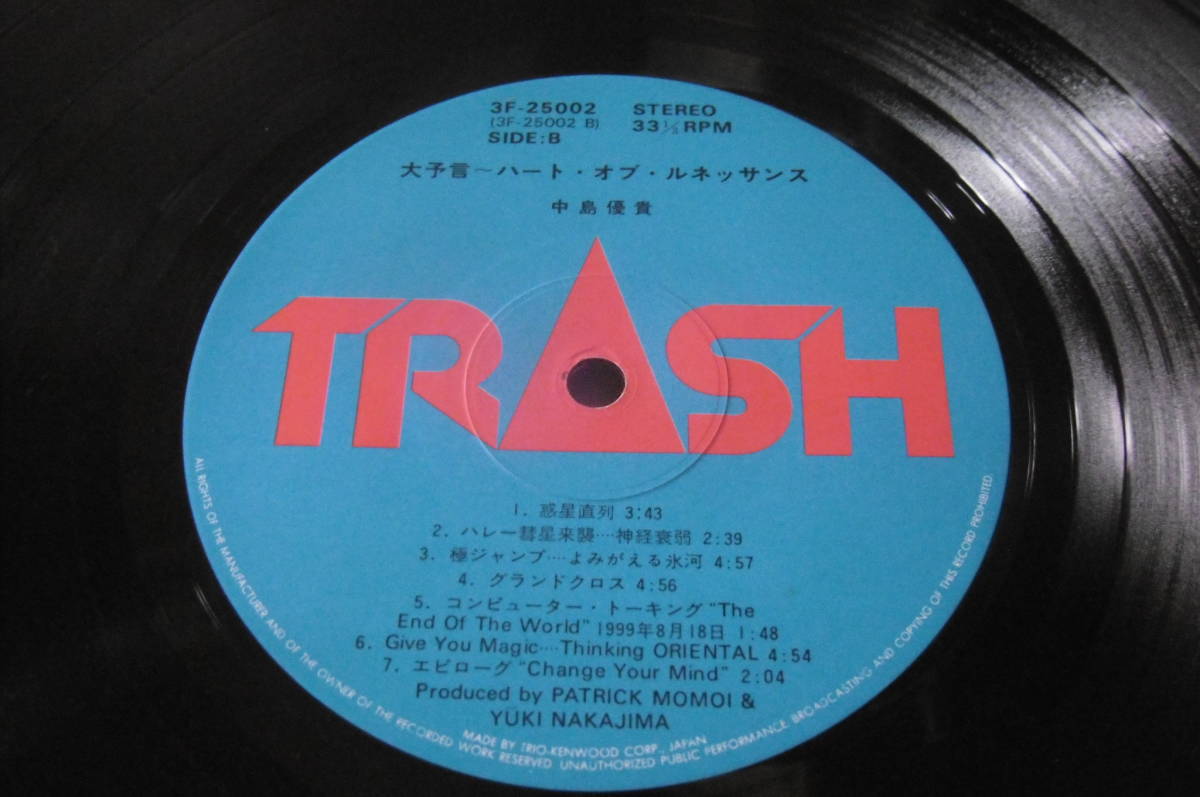 3F-25002 STEREO
(3F-25002 B) 33 1/3 RPM
SIDE:B
大予言~ハート・オブ・ルネッサンス
中島優貴
TRASH
1. 惑星直列 3:43
2. ハレー彗星来襲‥‥神経衰弱 2:39
3. 極ジャンプ‥‥よみがえる氷河 4:57
4. グランドクロス 4:56
5. コンピューター・トーキング"The
End Of The World" 1999年8月18日 1:48
6. Give You Magic‥‥Thinking ORIENTAL 4:54
7. エピローグ"Change Your Mind" 2:04
Produced by PATRICK MOMOI &
YUKI NAKAJIMA
MADE BY TRIO-KENWOOD CORP., JAPAN
ALL RIGHTS OF THE MANUFACTURER AND OF THE OWNER OF THE RECORDED WORK RESERVED. UNAUTHORIZED PUBLIC PERFORMANCE, BROADCASTING AND COPYING OF THIS RECORD PROHIBITED.